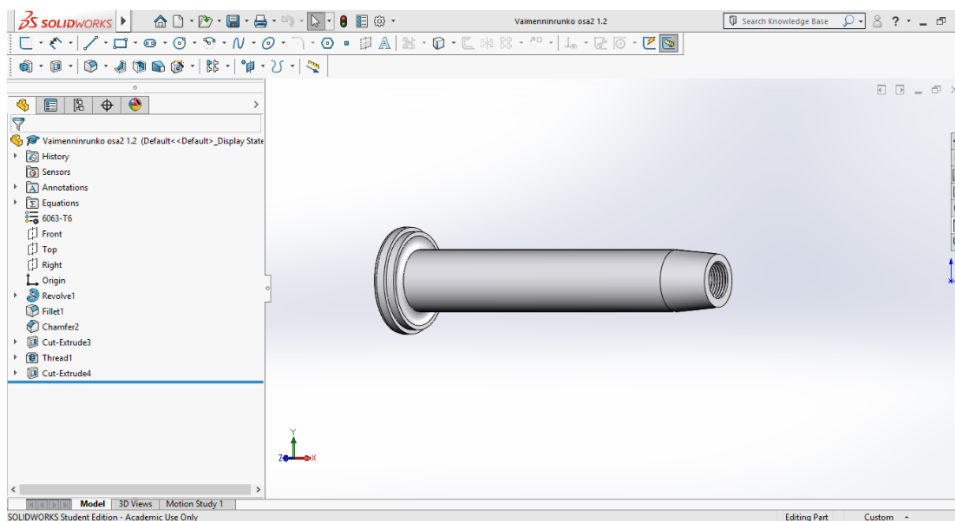 SOLIDWORKS
Vaimenninrunko osa2 1.2
Search Knowledge Base
?
A
Vaimenninrunko osa2 1.2 (Default<<Default>_Display State
History
Sensors
A Annotations
Σ Equations
6063-T6
Front
Top
Right
Origin
Revolve1
Fillet1
Chamfer2
Cut-Extrude3
Thread1
Cut-Extrude4
Y
Z X
Model 3D Views Motion Study 1
SOLIDWORKS Student Edition - Academic Use Only
Editing Part Custom